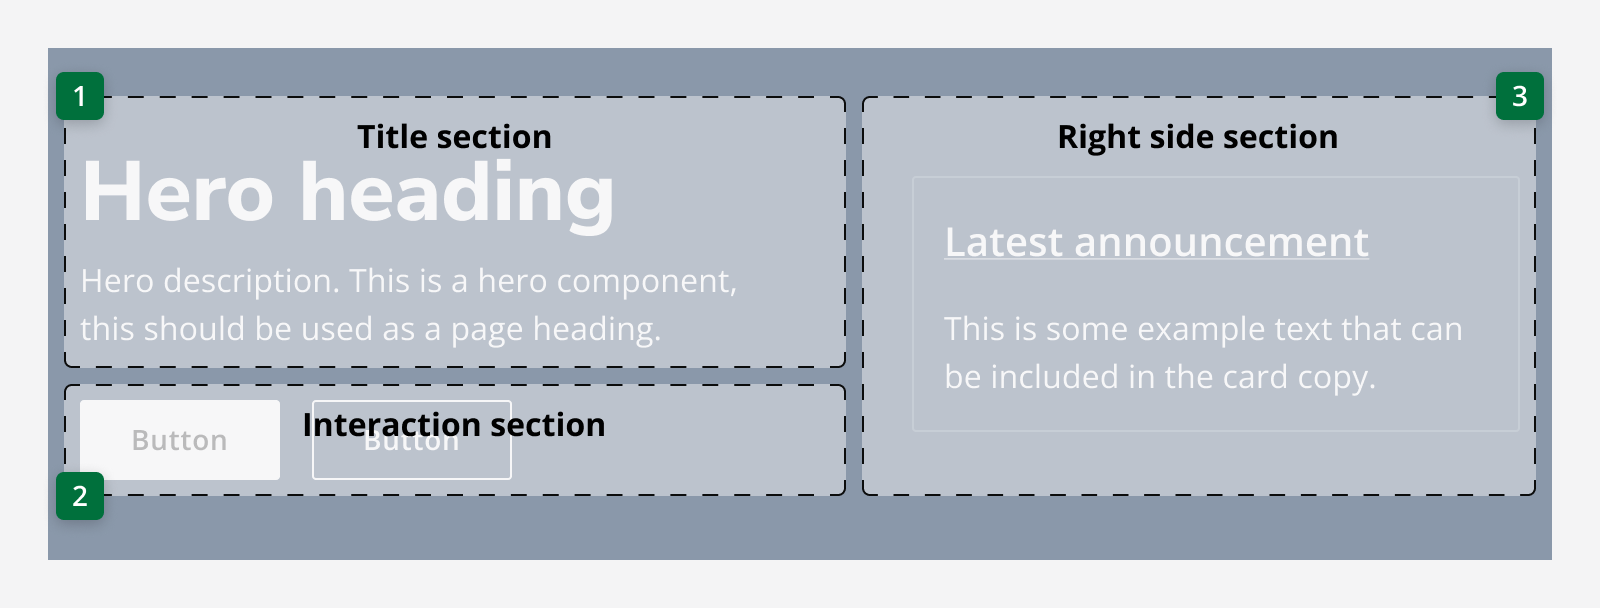 1
Title section
Hero heading
Hero description. This is a hero component,
this should be used as a page heading.
Interaction section
Button
Button
2
3
Right side section
Latest announcement
This is some example text that can
be included in the card copy.